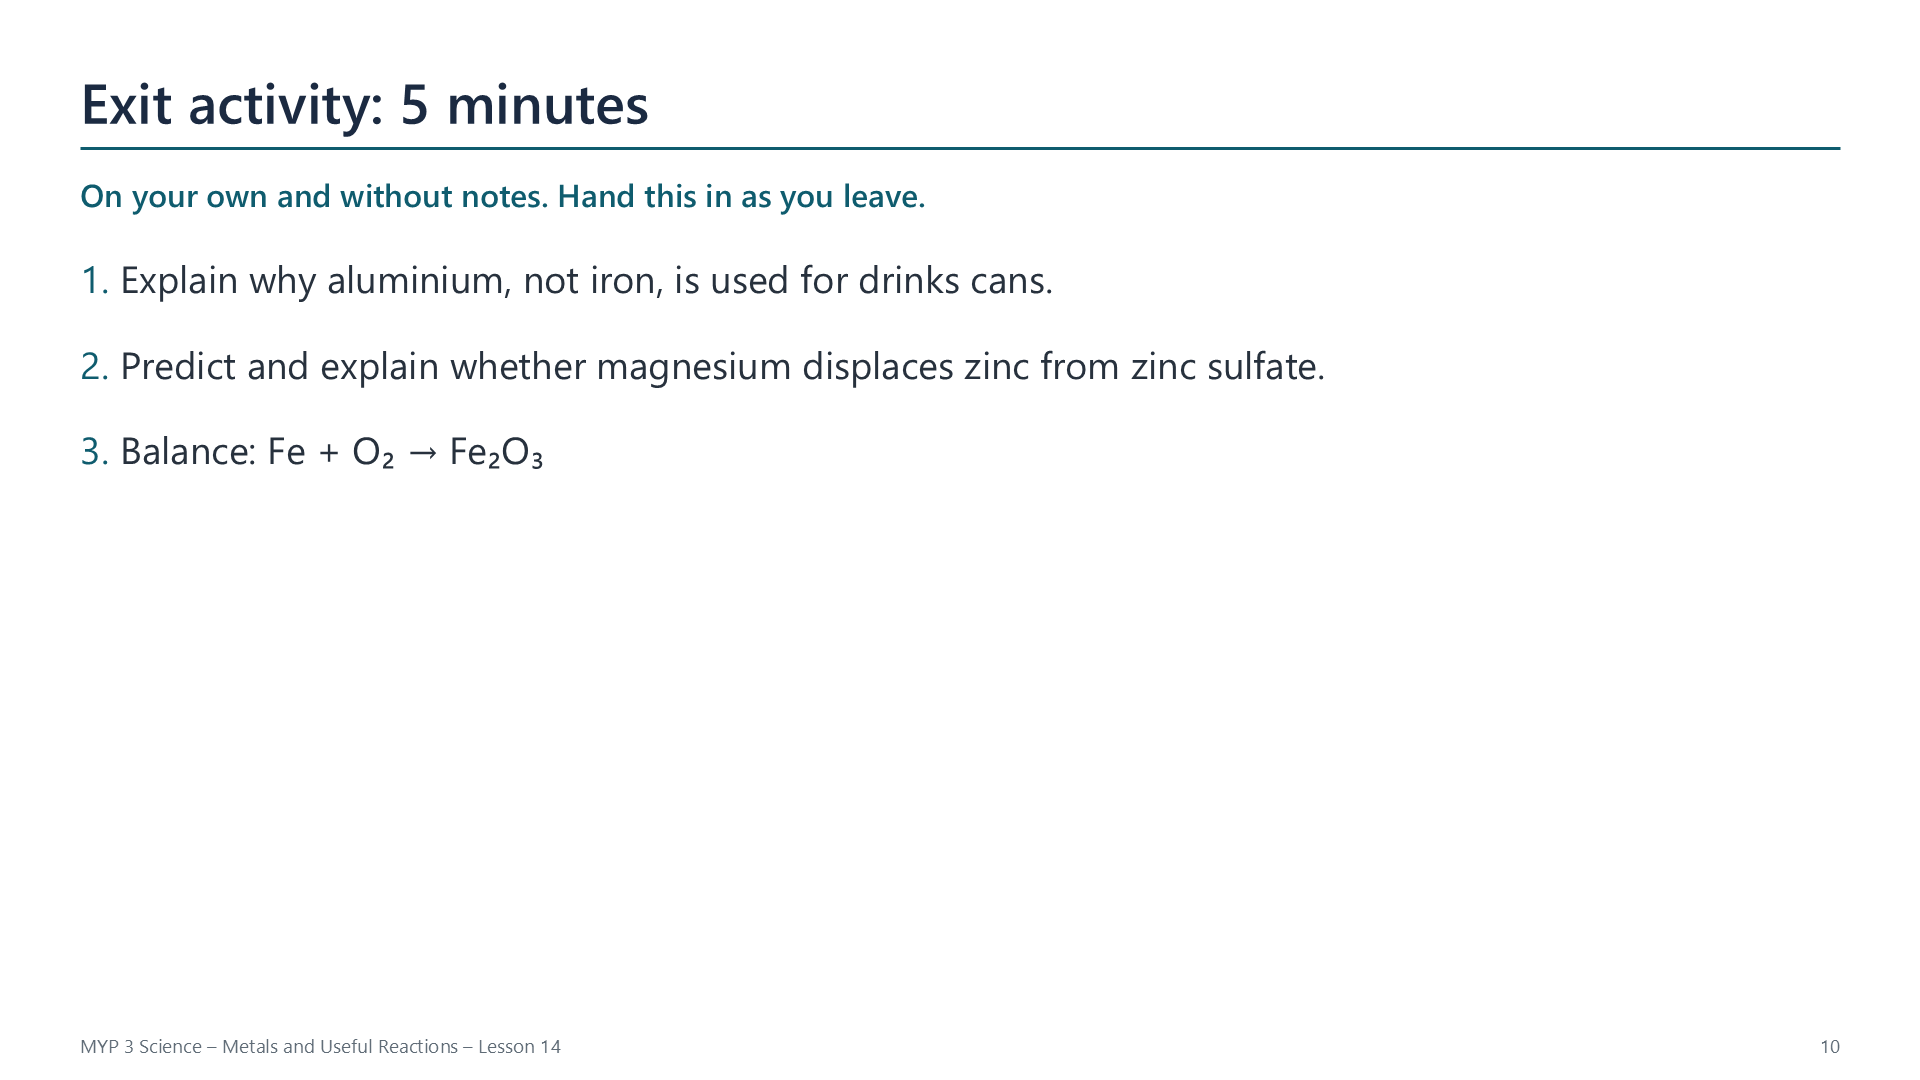 Exit activity: 5 minutes
On your own and without notes. Hand this in as you leave.
1. Explain why aluminium, not iron, is used for drinks cans.
2. Predict and explain whether magnesium displaces zinc from zinc sulfate.
3. Balance: Fe + O₂ → Fe₂O₃
MYP 3 Science – Metals and Useful Reactions – Lesson 14
10